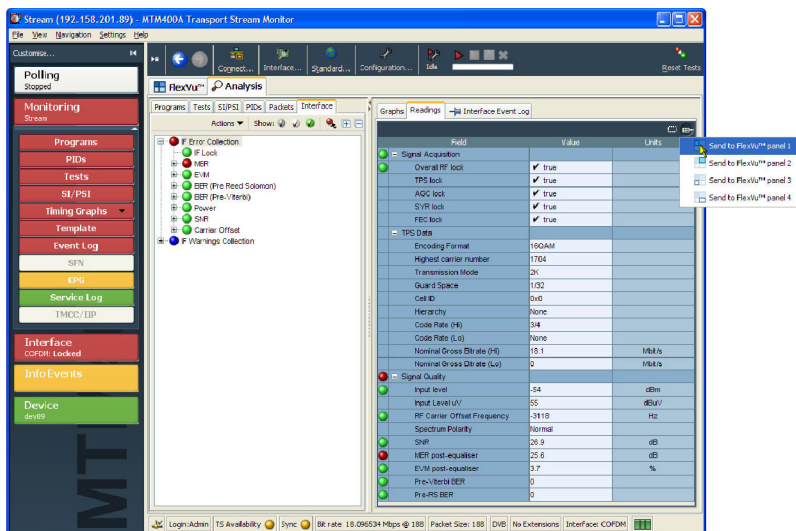 Stream (192.158.201.89) - MTM400A Transport Stream Monitor
File View Navigation Settings Help
Customise...
Connect... Interface... Standard... Configuration... Idle Reset Tests
Polling
Stopped
FlexVu™ Analysis
Monitoring
Stream
Programs Tests SI/PSI PIDs Packets Interface
Graphs Readings Interface Event Log
Actions Show:
Programs
PIDs
Tests
SI/PSI
Timing Graphs
Template
Event Log
SFN
EPG
Service Log
TMCC/IIP
Interface
COFDM: Locked
Info Events
Device
dev89
MTM
IF Error Collection
IF Lock
MER
EVM
BER (Pre Reed Solomon)
BER (Pre-Viterbi)
Power
SNR
Carrier Offset
IF Warnings Collection
Field Value Units
Signal Acquisition
Overall RF lock true
TPS lock true
AGC lock true
SYR lock true
FEC lock true
TPS Data
Encoding Format 16QAM
Highest carrier number 1704
Transmission Mode 2K
Guard Space 1/32
Cell ID 0x0
Hierarchy None
Code Rate (Hi) 3/4
Code Rate (Lo) None
Nominal Gross Bitrate (Hi) 18.1 Mbit/s
Nominal Gross Bitrate (Lo) 0 Mbit/s
Signal Quality
Input level -54 dBm
Input Level uV 55 dBuV
RF Carrier Offset Frequency -3118 Hz
Spectrum Polarity Normal
SNR 26.9 dB
MER post-equaliser 25.6 dB
EVM post-equaliser 3.7 %
Pre-Viterbi BER 0
Pre-RS BER 0
Send to FlexVu™ panel 1
Send to FlexVu™ panel 2
Send to FlexVu™ panel 3
Send to FlexVu™ panel 4
Login:Admin TS Availability Sync Bit rate 18.096534 Mbps @ 188 Packet Size: 188 DVB No Extensions Interface: COFDM